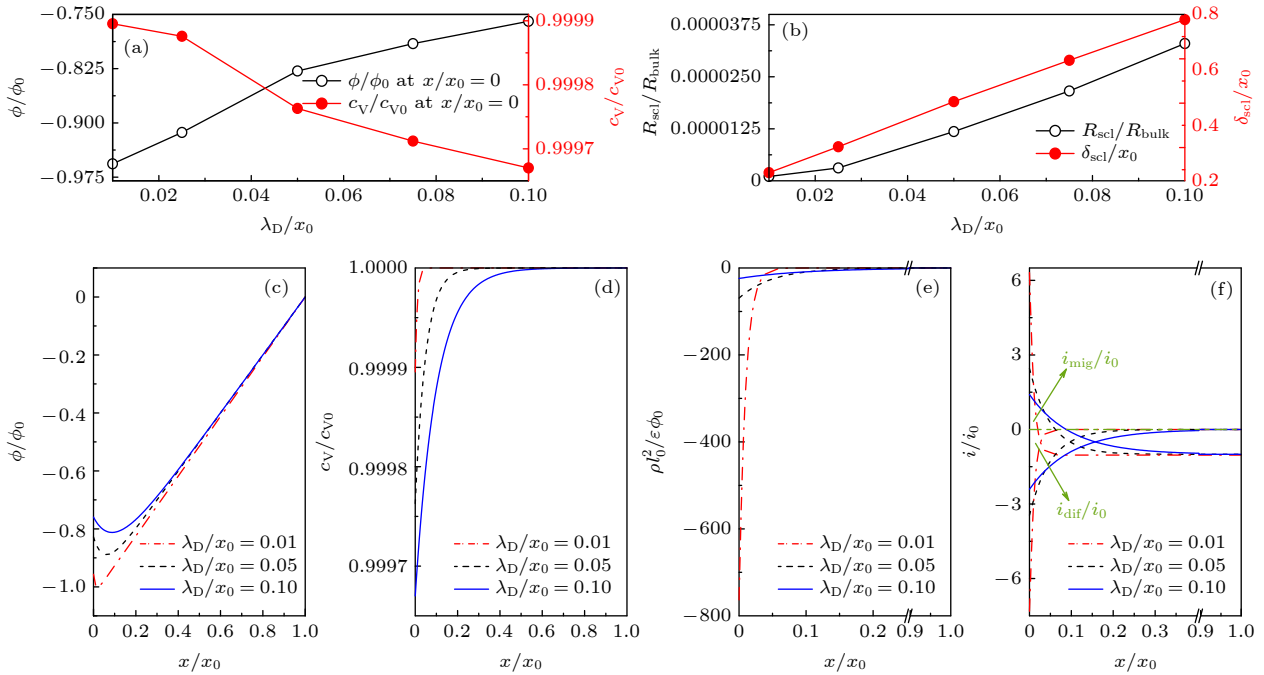 (a)
ϕ/ϕ0
−0.750
−0.825
−0.900
−0.975
ϕ/ϕ0 at x/x0 = 0
cV/cV0 at x/x0 = 0
0.02 0.04 0.06 0.08 0.10
λD/x0
0.9999
0.9998
0.9997
cV/cV0
(b)
Rscl/Rbulk
0.0000375
0.0000250
0.0000125
0
Rscl/Rbulk
δscl/x0
0.02 0.04 0.06 0.08 0.10
λD/x0
0.8
0.6
0.4
0.2
δscl/x0
(c)
ϕ/ϕ0
0
−0.2
−0.4
−0.6
−0.8
−1.0
λD/x0 = 0.01
λD/x0 = 0.05
λD/x0 = 0.10
0 0.2 0.4 0.6 0.8 1.0
x/x0
(d)
cV/cV0
1.0000
0.9999
0.9998
0.9997
λD/x0 = 0.01
λD/x0 = 0.05
λD/x0 = 0.10
0 0.2 0.4 0.6 0.8 1.0
x/x0
(e)
ρl0²/εϕ0
0
−200
−400
−600
−800
λD/x0 = 0.01
λD/x0 = 0.05
λD/x0 = 0.10
0 0.1 0.2 0.9 1.0
x/x0
(f)
i/i0
6
3
0
−3
−6
imig/i0
idif/i0
λD/x0 = 0.01
λD/x0 = 0.05
λD/x0 = 0.10
0 0.1 0.2 0.3 0.9 1.0
x/x0